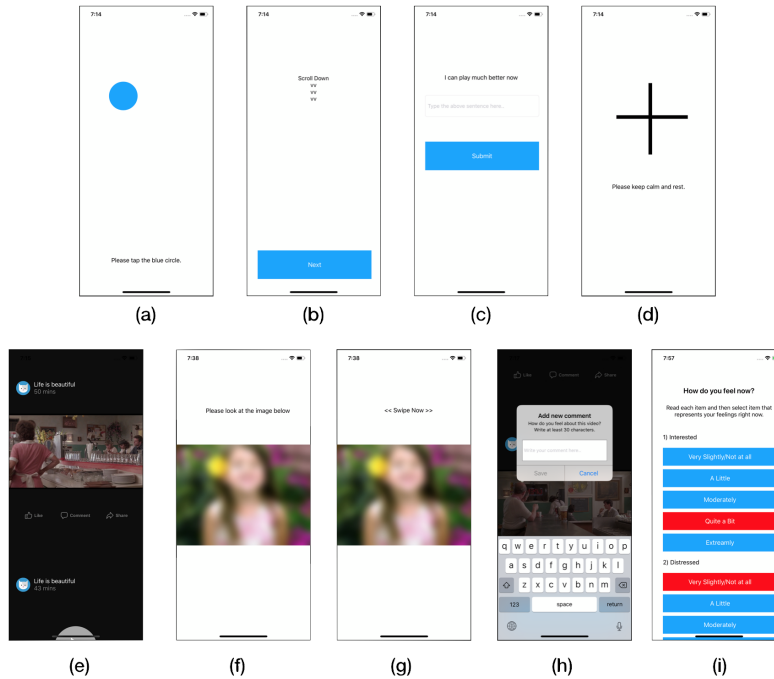 7:14
Please tap the blue circle.
(a)
7:14
Scroll Down
vv
vv
vv
Next
(b)
7:14
I can play much better now
Type the above sentence here..
Submit
(c)
7:14
Please keep calm and rest.
(d)
7:38
Life is beautiful
50 mins
Like Comment Share
Life is beautiful
43 mins
(e)
7:38
Please look at the image below
(f)
7:38
<< Swipe Now >>
(g)
Like Comment Share
Add new comment
How do you feel about this video?
Write at least 30 characters.
Write your comment here..
Save Cancel
q w e r t y u i o p
a s d f g h j k l
z x c v b n m
123 space return
(h)
7:57
How do you feel now?
Read each item and then select item that
represents your feelings right now.
1) Interested
Very Slightly/Not at all
A Little
Moderately
Quite a Bit
Extreamly
2) Distressed
Very Slightly/Not at all
A Little
Moderately
(i)